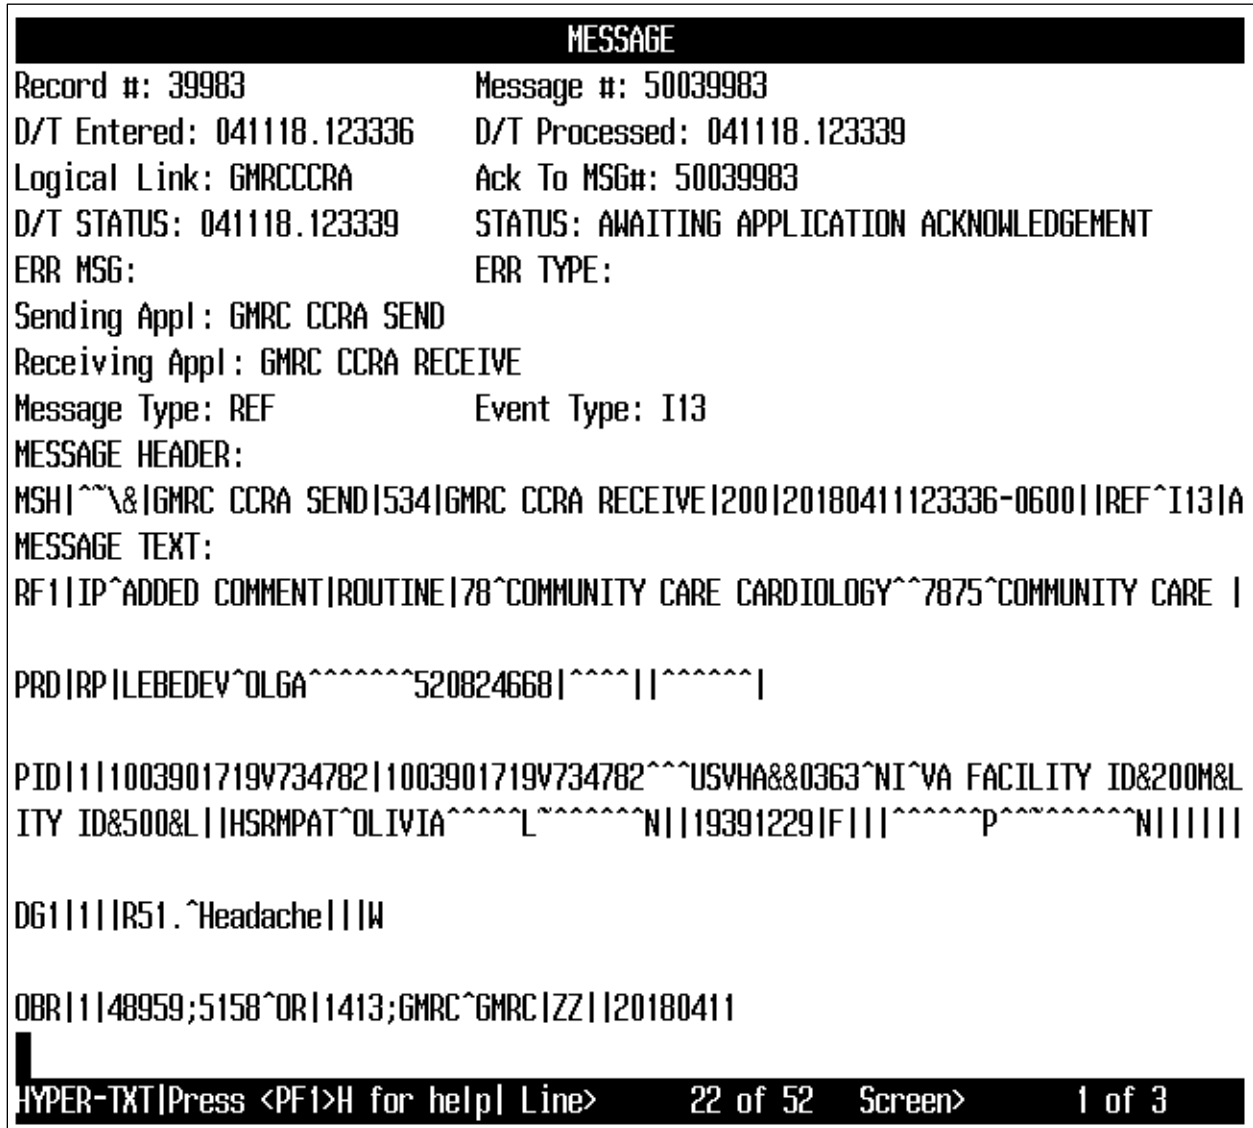 MESSAGE
Record #: 39983 Message #: 50039983
D/T Entered: 041118.123336 D/T Processed: 041118.123339
Logical Link: GMRCCCRA Ack To MSG#: 50039983
D/T STATUS: 041118.123339 STATUS: AWAITING APPLICATION ACKNOWLEDGEMENT
ERR MSG: ERR TYPE:
Sending Appl: GMRC CCRA SEND
Receiving Appl: GMRC CCRA RECEIVE
Message Type: REF Event Type: I13
MESSAGE HEADER:
MSH|^~\&|GMRC CCRA SEND|534|GMRC CCRA RECEIVE|200|20180411123336-0600||REF^I13|A
MESSAGE TEXT:
RF1|IP^ADDED COMMENT|ROUTINE|78^COMMUNITY CARE CARDIOLOGY^^7875^COMMUNITY CARE |
PRD|RP|LEBEDEV^OLGA^^^^^^^520824668|^^^^||^^^^^^|
PID|1|1003901719V734782|1003901719V734782^^^USVHA&&0363^NI^VA FACILITY ID&200M&L
ITY ID&500&L||HSRMPAT^OLIVIA^^^^^L~^^^^^^^N||19391229|F|||^^^^^^P^^~^^^^^^^N||||||
DG1|1||R51.^Headache|||W
OBR|1|48959;5158^OR|1413;GMRC^GMRC|ZZ||20180411
HYPER-TXT|Press <PF1>H for help| Line> 22 of 52 Screen> 1 of 3